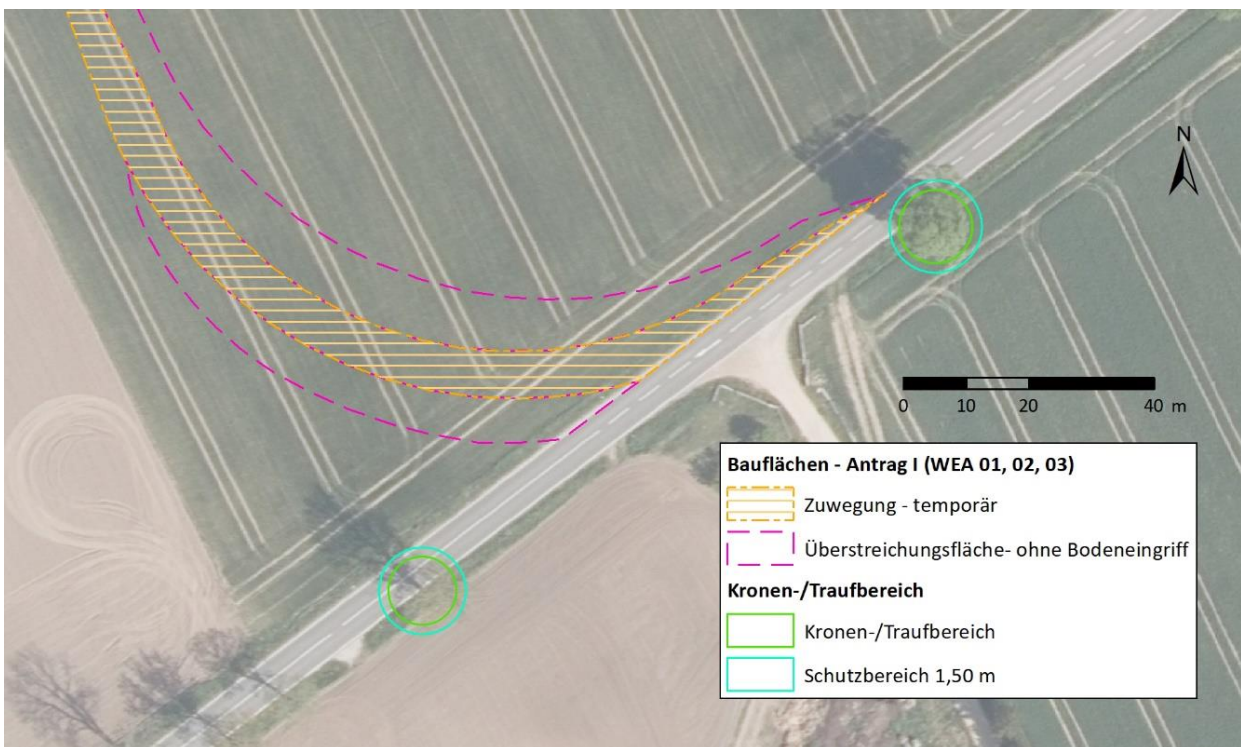 N
0 10 20 40 m
Bauflächen - Antrag I (WEA 01, 02, 03)
Zuwegung - temporär
Überstreichungsfläche- ohne Bodeneingriff
Kronen-/Traufbereich
Kronen-/Traufbereich
Schutzbereich 1,50 m